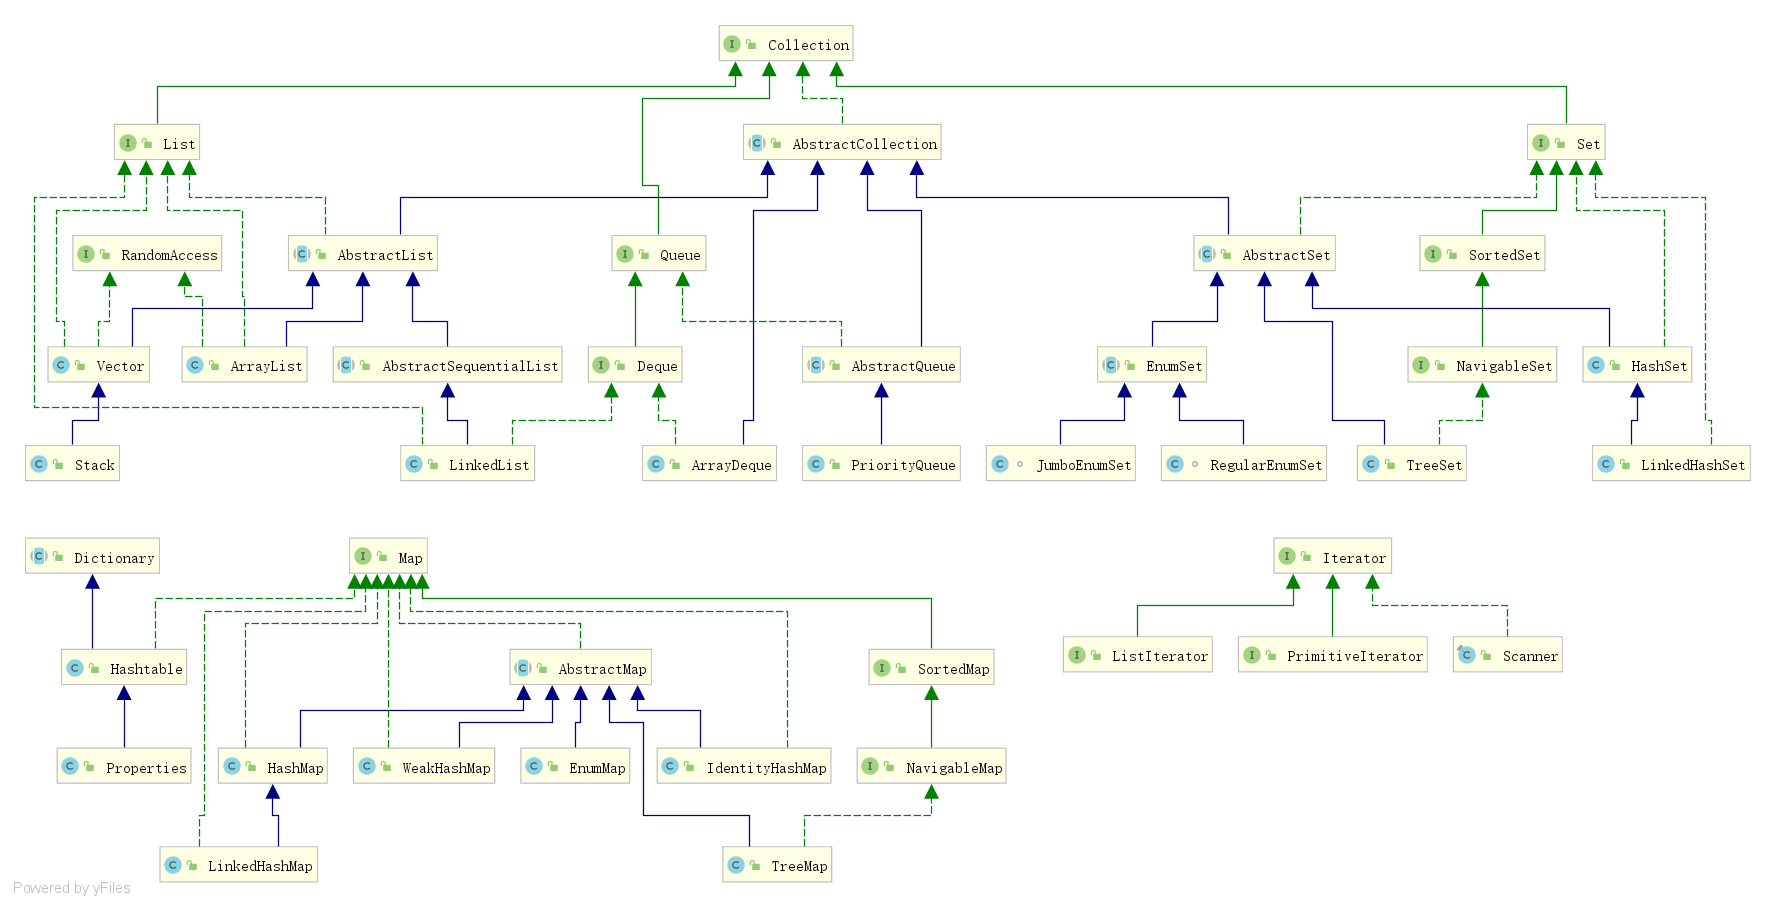 Collection
List
AbstractCollection
Set
RandomAccess
AbstractList
Queue
AbstractSet
SortedSet
Vector
ArrayList
AbstractSequentialList
Deque
AbstractQueue
EnumSet
NavigableSet
HashSet
Stack
LinkedList
ArrayDeque
PriorityQueue
JumboEnumSet
RegularEnumSet
TreeSet
LinkedHashSet
Dictionary
Map
Iterator
Hashtable
AbstractMap
SortedMap
ListIterator
PrimitiveIterator
Scanner
Properties
HashMap
WeakHashMap
EnumMap
IdentityHashMap
NavigableMap
LinkedHashMap
TreeMap
Powered by yFiles